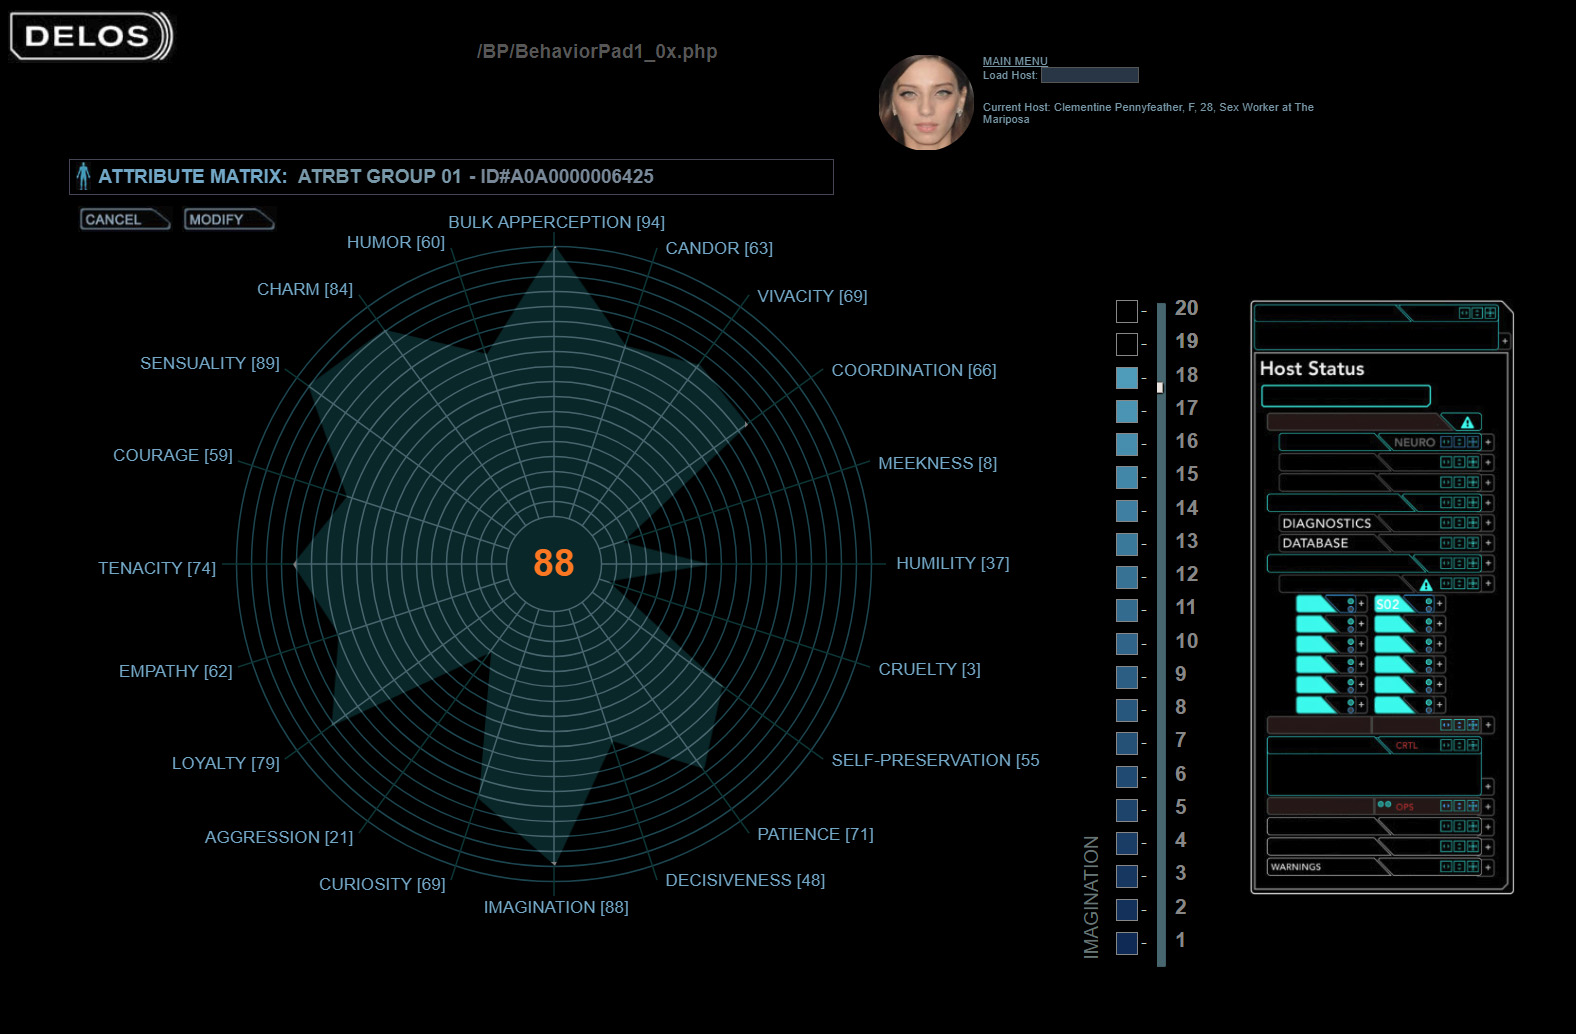 DELOS
/BP/BehaviorPad1_0x.php
MAIN MENU
Load Host:
Current Host: Clementine Pennyfeather, F, 28, Sex Worker at The
Mariposa
ATTRIBUTE MATRIX: ATRBT GROUP 01 - ID#A0A0000006425
CANCEL
MODIFY
BULK APPERCEPTION [94]
CANDOR [63]
VIVACITY [69]
COORDINATION [66]
MEEKNESS [8]
HUMILITY [37]
CRUELTY [3]
SELF-PRESERVATION [55
PATIENCE [71]
DECISIVENESS [48]
IMAGINATION [88]
CURIOSITY [69]
AGGRESSION [21]
LOYALTY [79]
EMPATHY [62]
TENACITY [74]
COURAGE [59]
SENSUALITY [89]
CHARM [84]
HUMOR [60]
88
IMAGINATION
20
19
18
17
16
15
14
13
12
11
10
9
8
7
6
5
4
3
2
1
Host Status
NEURO
DIAGNOSTICS
DATABASE
S02
CRTL
OPS
WARNINGS